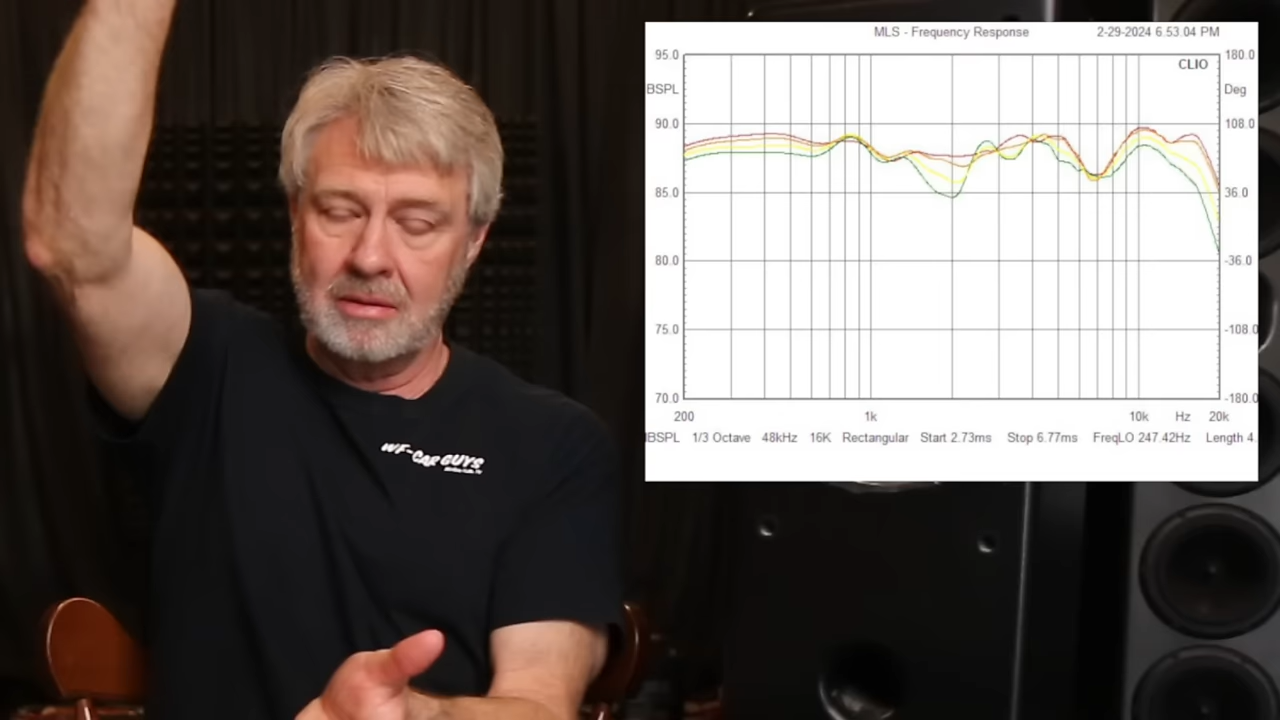 MLS - Frequency Response 2-29-2024 6.53.04 PM
95.0 180.0
CLIO
BSPL Deg
90.0 108.0
85.0 36.0
80.0 -36.0
75.0 -108.0
70.0 -180.0
200 1k 10k Hz 20k
BSPL 1/3 Octave 48kHz 16K Rectangular Start 2.73ms Stop 6.77ms FreqLO 247.42Hz Length 4.
WF-CAR GUYS